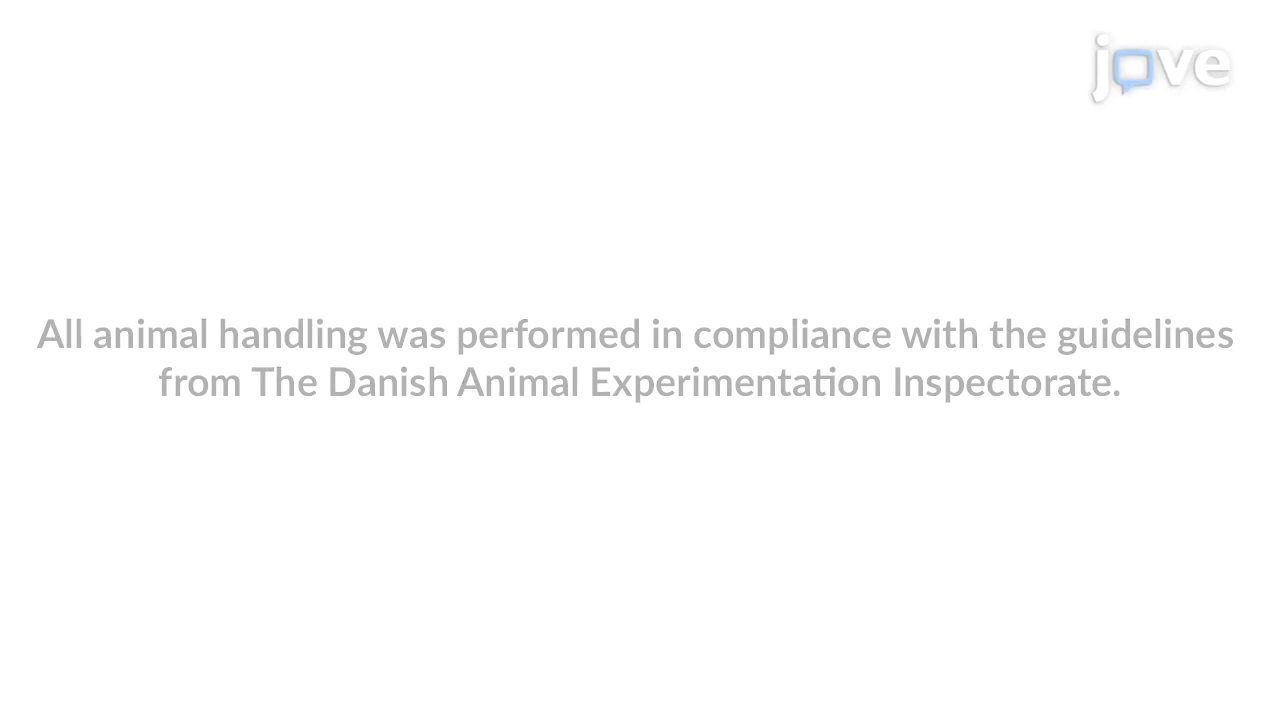 jove
All animal handling was performed in compliance with the guidelines
from The Danish Animal Experimentation Inspectorate.